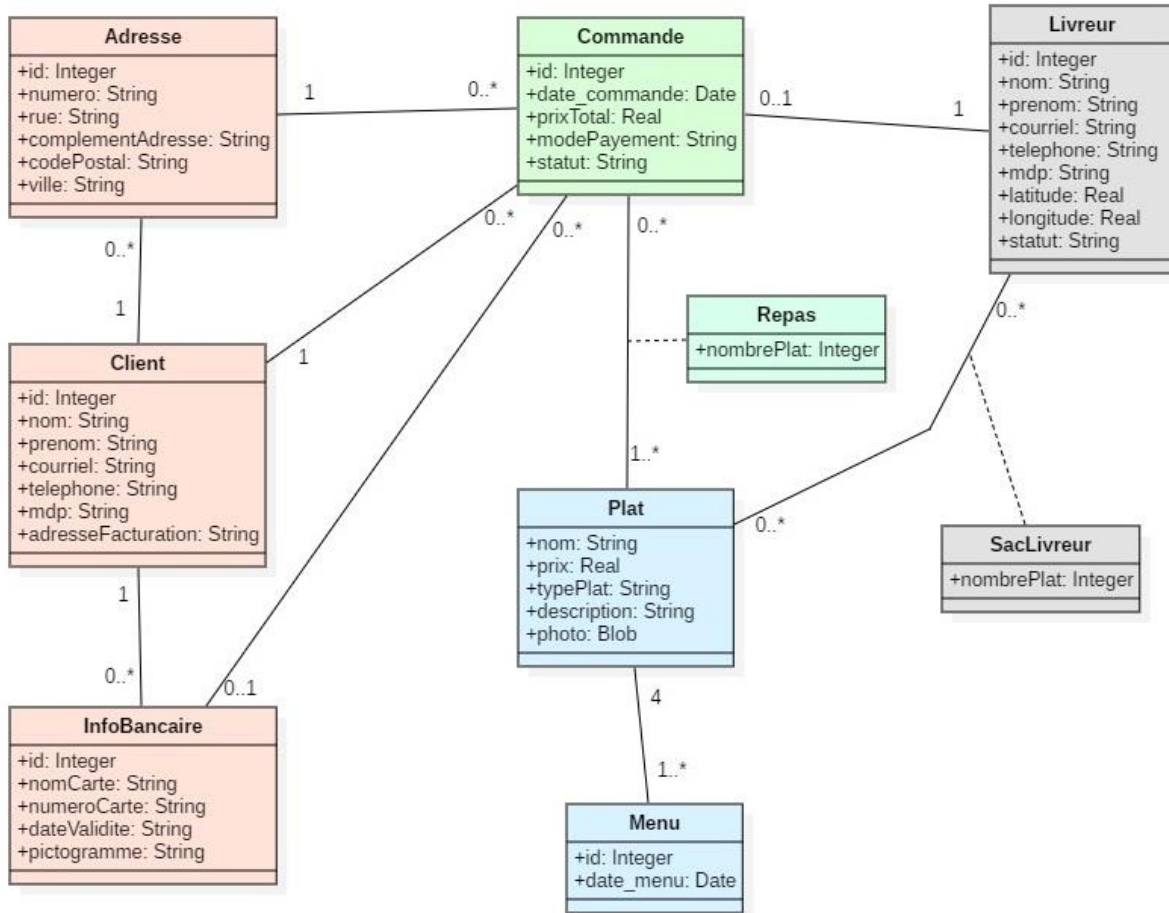 Adresse
+id: Integer
+numero: String
+rue: String
+complementAdresse: String
+codePostal: String
+ville: String
1
0..*
Commande
+id: Integer
+date_commande: Date
+prixTotal: Real
+modePayement: String
+statut: String
0..1
1
Livreur
+id: Integer
+nom: String
+prenom: String
+courriel: String
+telephone: String
+mdp: String
+latitude: Real
+longitude: Real
+statut: String
0..*
1
0..*
1
0..*
0..*
0..*
Client
+id: Integer
+nom: String
+prenom: String
+courriel: String
+telephone: String
+mdp: String
+adresseFacturation: String
Repas
+nombrePlat: Integer
1..*
0..*
Plat
+nom: String
+prix: Real
+typePlat: String
+description: String
+photo: Blob
SacLivreur
+nombrePlat: Integer
1
0..*
0..1
InfoBancaire
+id: Integer
+nomCarte: String
+numeroCarte: String
+dateValidite: String
+pictogramme: String
4
1..*
Menu
+id: Integer
+date_menu: Date